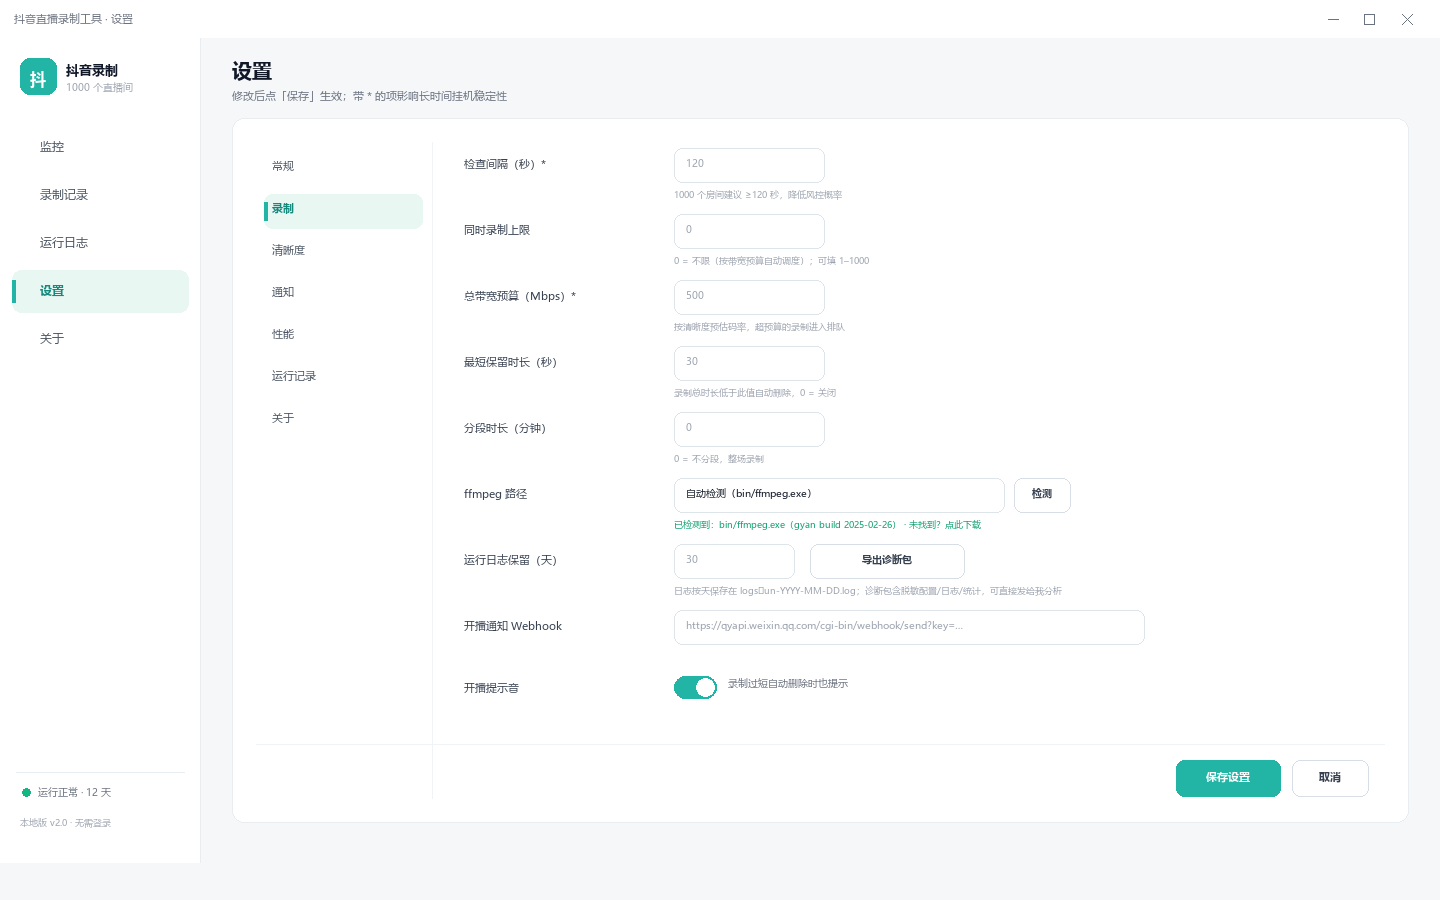 抖音直播录制工具 · 设置
抖
抖音录制
1000 个直播间
监控
录制记录
运行日志
设置
关于
运行正常 · 12 天
本地版 v2.0 · 无需登录
设置
修改后点「保存」生效；带 * 的项影响长时间挂机稳定性
常规
录制
清晰度
通知
性能
运行记录
关于
检查间隔（秒）*
120
1000 个房间建议 ≥120 秒，降低风控概率
同时录制上限
0
0 = 不限（按带宽预算自动调度）；可填 1–1000
总带宽预算（Mbps）*
500
按清晰度预估码率，超预算的录制进入排队
最短保留时长（秒）
30
录制总时长低于此值自动删除，0 = 关闭
分段时长（分钟）
0
0 = 不分段，整场录制
ffmpeg 路径
自动检测（bin/ffmpeg.exe）
检测
已检测到：bin/ffmpeg.exe（gyan build 2025-02-26） · 未找到？点此下载
运行日志保留（天）
30
导出诊断包
日志按天保存在 logs□un-YYYY-MM-DD.log；诊断包含脱敏配置/日志/统计，可直接发给我分析
开播通知 Webhook
https://qyapi.weixin.qq.com/cgi-bin/webhook/send?key=...
开播提示音
录制过短自动删除时也提示
保存设置
取消